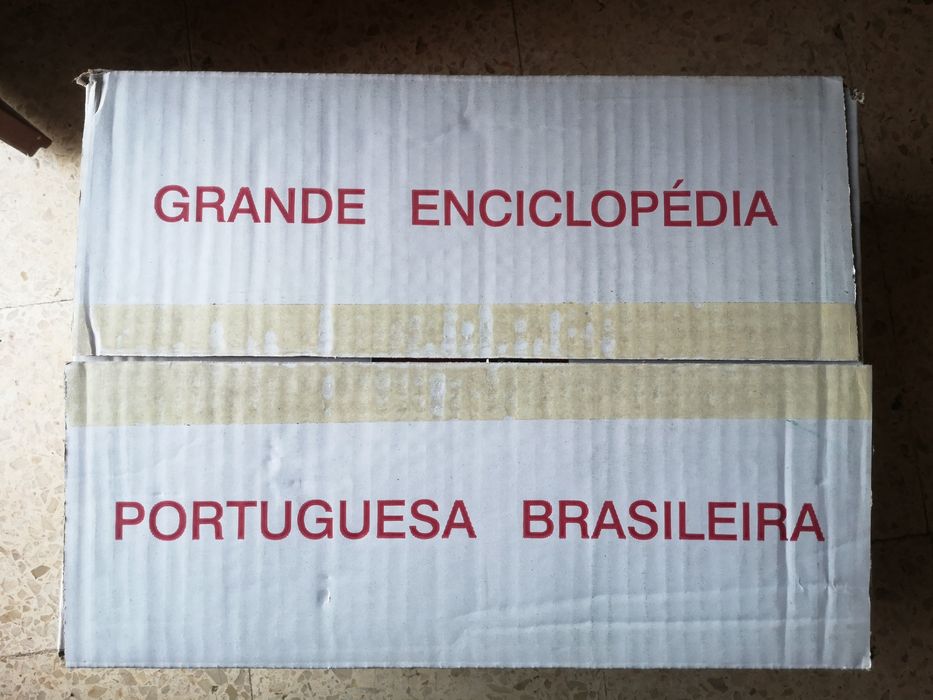 GRANDE ENCICLOPÉDIA
PORTUGUESA BRASILEIRA